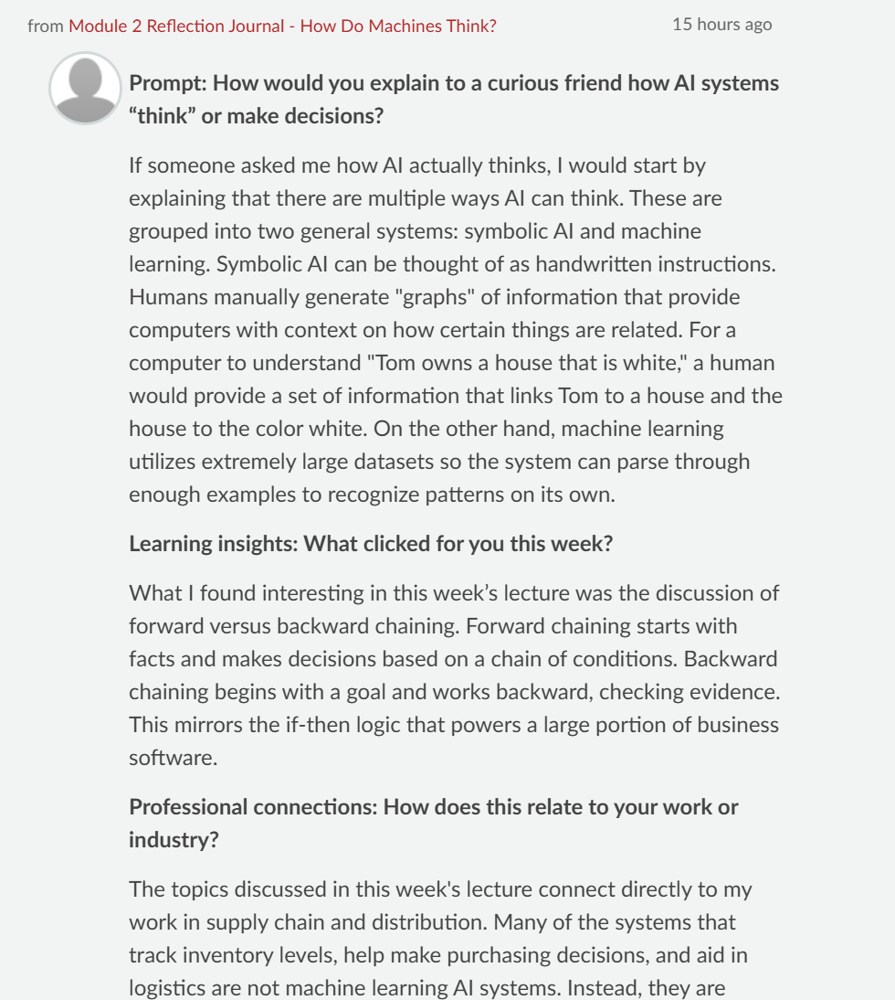 from Module 2 Reflection Journal - How Do Machines Think?
15 hours ago
Prompt: How would you explain to a curious friend how AI systems
“think” or make decisions?
If someone asked me how AI actually thinks, I would start by
explaining that there are multiple ways AI can think. These are
grouped into two general systems: symbolic AI and machine
learning. Symbolic AI can be thought of as handwritten instructions.
Humans manually generate "graphs" of information that provide
computers with context on how certain things are related. For a
computer to understand "Tom owns a house that is white," a human
would provide a set of information that links Tom to a house and the
house to the color white. On the other hand, machine learning
utilizes extremely large datasets so the system can parse through
enough examples to recognize patterns on its own.
Learning insights: What clicked for you this week?
What I found interesting in this week’s lecture was the discussion of
forward versus backward chaining. Forward chaining starts with
facts and makes decisions based on a chain of conditions. Backward
chaining begins with a goal and works backward, checking evidence.
This mirrors the if-then logic that powers a large portion of business
software.
Professional connections: How does this relate to your work or
industry?
The topics discussed in this week's lecture connect directly to my
work in supply chain and distribution. Many of the systems that
track inventory levels, help make purchasing decisions, and aid in
logistics are not machine learning AI systems. Instead, they are